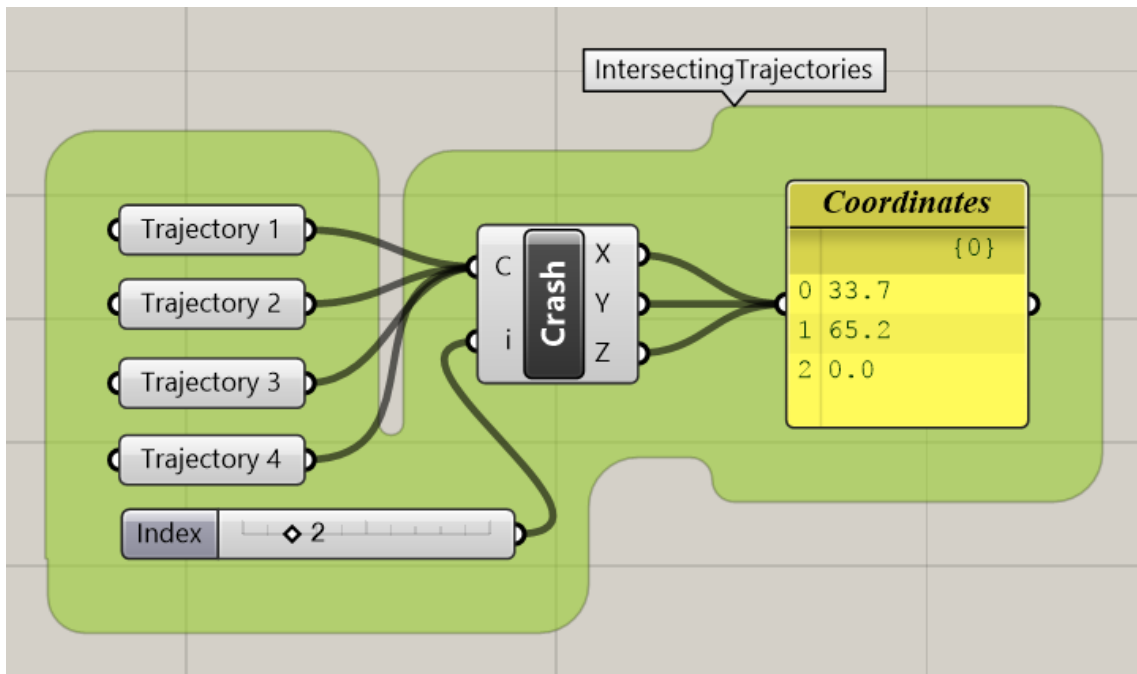 IntersectingTrajectories
Trajectory 1
Trajectory 2
Trajectory 3
Trajectory 4
Index 2
C
i
Crash
X
Y
Z
Coordinates
{0}
0 33.7
1 65.2
2 0.0